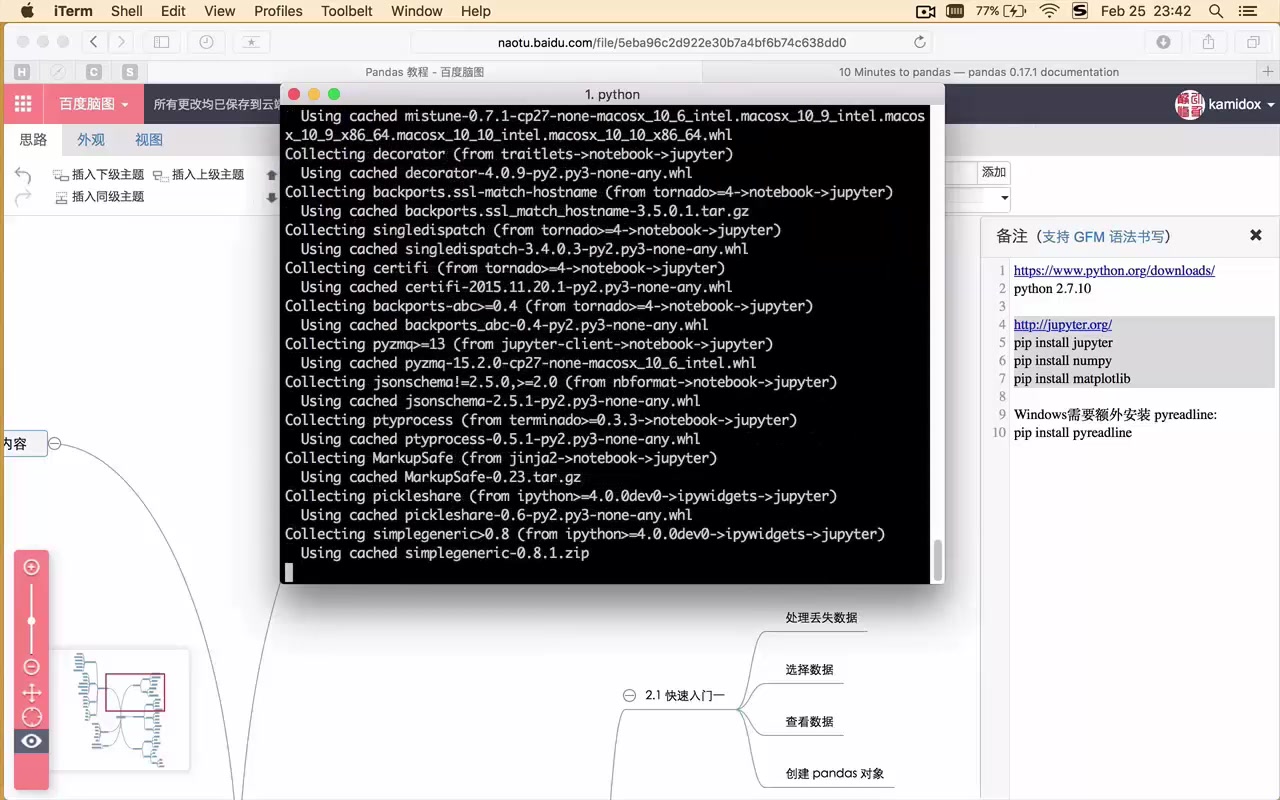 iTerm Shell Edit View Profiles Toolbelt Window Help 77% Feb 25 23:42
naotu.baidu.com/file/5eba96c2d922e30b7a4bf6b74c638dd0
H C S Pandas 教程 - 百度脑图 10 Minutes to pandas — pandas 0.17.1 documentation
百度脑图 所有更改均已保存到云端 kamidox
思路 外观 视图
插入下级主题 插入上级主题
插入同级主题
添加
1. python
Using cached mistune-0.7.1-cp27-none-macosx_10_6_intel.macosx_10_9_intel.macos
x_10_9_x86_64.macosx_10_10_intel.macosx_10_10_x86_64.whl
Collecting decorator (from traitlets->notebook->jupyter)
Using cached decorator-4.0.9-py2.py3-none-any.whl
Collecting backports.ssl-match-hostname (from tornado>=4->notebook->jupyter)
Using cached backports.ssl_match_hostname-3.5.0.1.tar.gz
Collecting singledispatch (from tornado>=4->notebook->jupyter)
Using cached singledispatch-3.4.0.3-py2.py3-none-any.whl
Collecting certifi (from tornado>=4->notebook->jupyter)
Using cached certifi-2015.11.20.1-py2.py3-none-any.whl
Collecting backports-abc>=0.4 (from tornado>=4->notebook->jupyter)
Using cached backports_abc-0.4-py2.py3-none-any.whl
Collecting pyzmq>=13 (from jupyter-client->notebook->jupyter)
Using cached pyzmq-15.2.0-cp27-none-macosx_10_6_intel.whl
Collecting jsonschema!=2.5.0,>=2.0 (from nbformat->notebook->jupyter)
Using cached jsonschema-2.5.1-py2.py3-none-any.whl
Collecting ptyprocess (from terminado>=0.3.3->notebook->jupyter)
Using cached ptyprocess-0.5.1-py2.py3-none-any.whl
Collecting MarkupSafe (from jinja2->notebook->jupyter)
Using cached MarkupSafe-0.23.tar.gz
Collecting pickleshare (from ipython>=4.0.0dev0->ipywidgets->jupyter)
Using cached pickleshare-0.6-py2.py3-none-any.whl
Collecting simplegeneric>0.8 (from ipython>=4.0.0dev0->ipywidgets->jupyter)
Using cached simplegeneric-0.8.1.zip
备注（支持 GFM 语法书写）
1 https://www.python.org/downloads/
2 python 2.7.10
3
4 http://jupyter.org/
5 pip install jupyter
6 pip install numpy
7 pip install matplotlib
8
9 Windows需要额外安装 pyreadline:
10 pip install pyreadline
内容
处理丢失数据
选择数据
2.1 快速入门一
查看数据
创建 pandas 对象